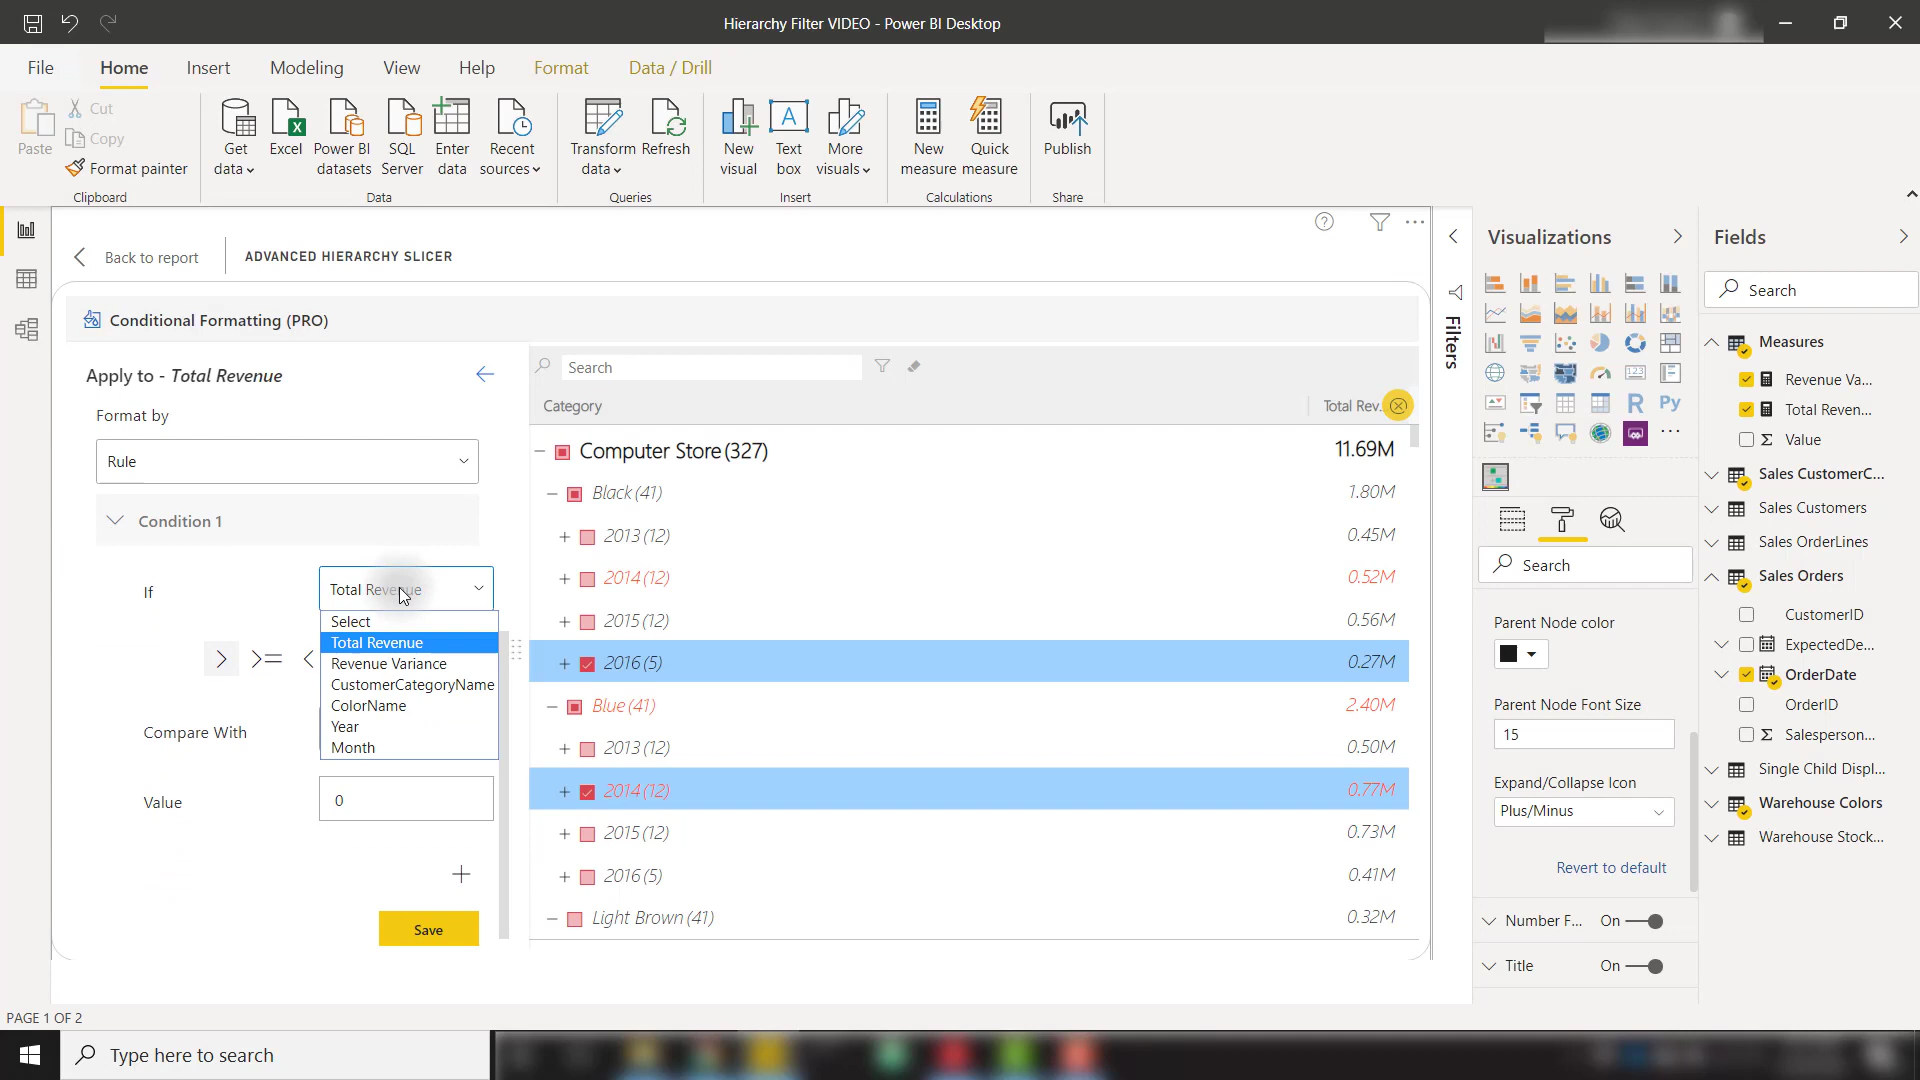 Hierarchy Filter VIDEO - Power BI Desktop
File Home Insert Modeling View Help Format Data / Drill
Paste
Cut
Copy
Format painter
Clipboard
Get data
Excel
Power BI datasets
SQL Server
Enter data
Recent sources
Data
Transform data
Refresh
Queries
New visual
Text box
More visuals
Insert
New measure
Quick measure
Calculations
Publish
Share
Back to report
ADVANCED HIERARCHY SLICER
Conditional Formatting (PRO)
Apply to - Total Revenue
Format by
Rule
Condition 1
If
Total Revenue
Select
Total Revenue
Revenue Variance
CustomerCategoryName
ColorName
Year
Month
> >= <
Compare With
Value
0
+
Save
Search
Category Total Rev.
Computer Store(327) 11.69M
Black (41) 1.80M
2013 (12) 0.45M
2014 (12) 0.52M
2015 (12) 0.56M
2016 (5) 0.27M
Blue (41) 2.40M
2013 (12) 0.50M
2014 (12) 0.77M
2015 (12) 0.73M
2016 (5) 0.41M
Light Brown (41) 0.32M
Filters
Visualizations
123
R Py
Search
Parent Node color
Parent Node Font Size
15
Expand/Collapse Icon
Plus/Minus
Revert to default
Number F... On
Title On
Fields
Search
Measures
Revenue Va...
Total Reven...
Value
Sales CustomerC...
Sales Customers
Sales OrderLines
Sales Orders
CustomerID
ExpectedDe...
OrderDate
OrderID
Salesperson...
Single Child Displ...
Warehouse Colors
Warehouse Stock...
PAGE 1 OF 2
Type here to search